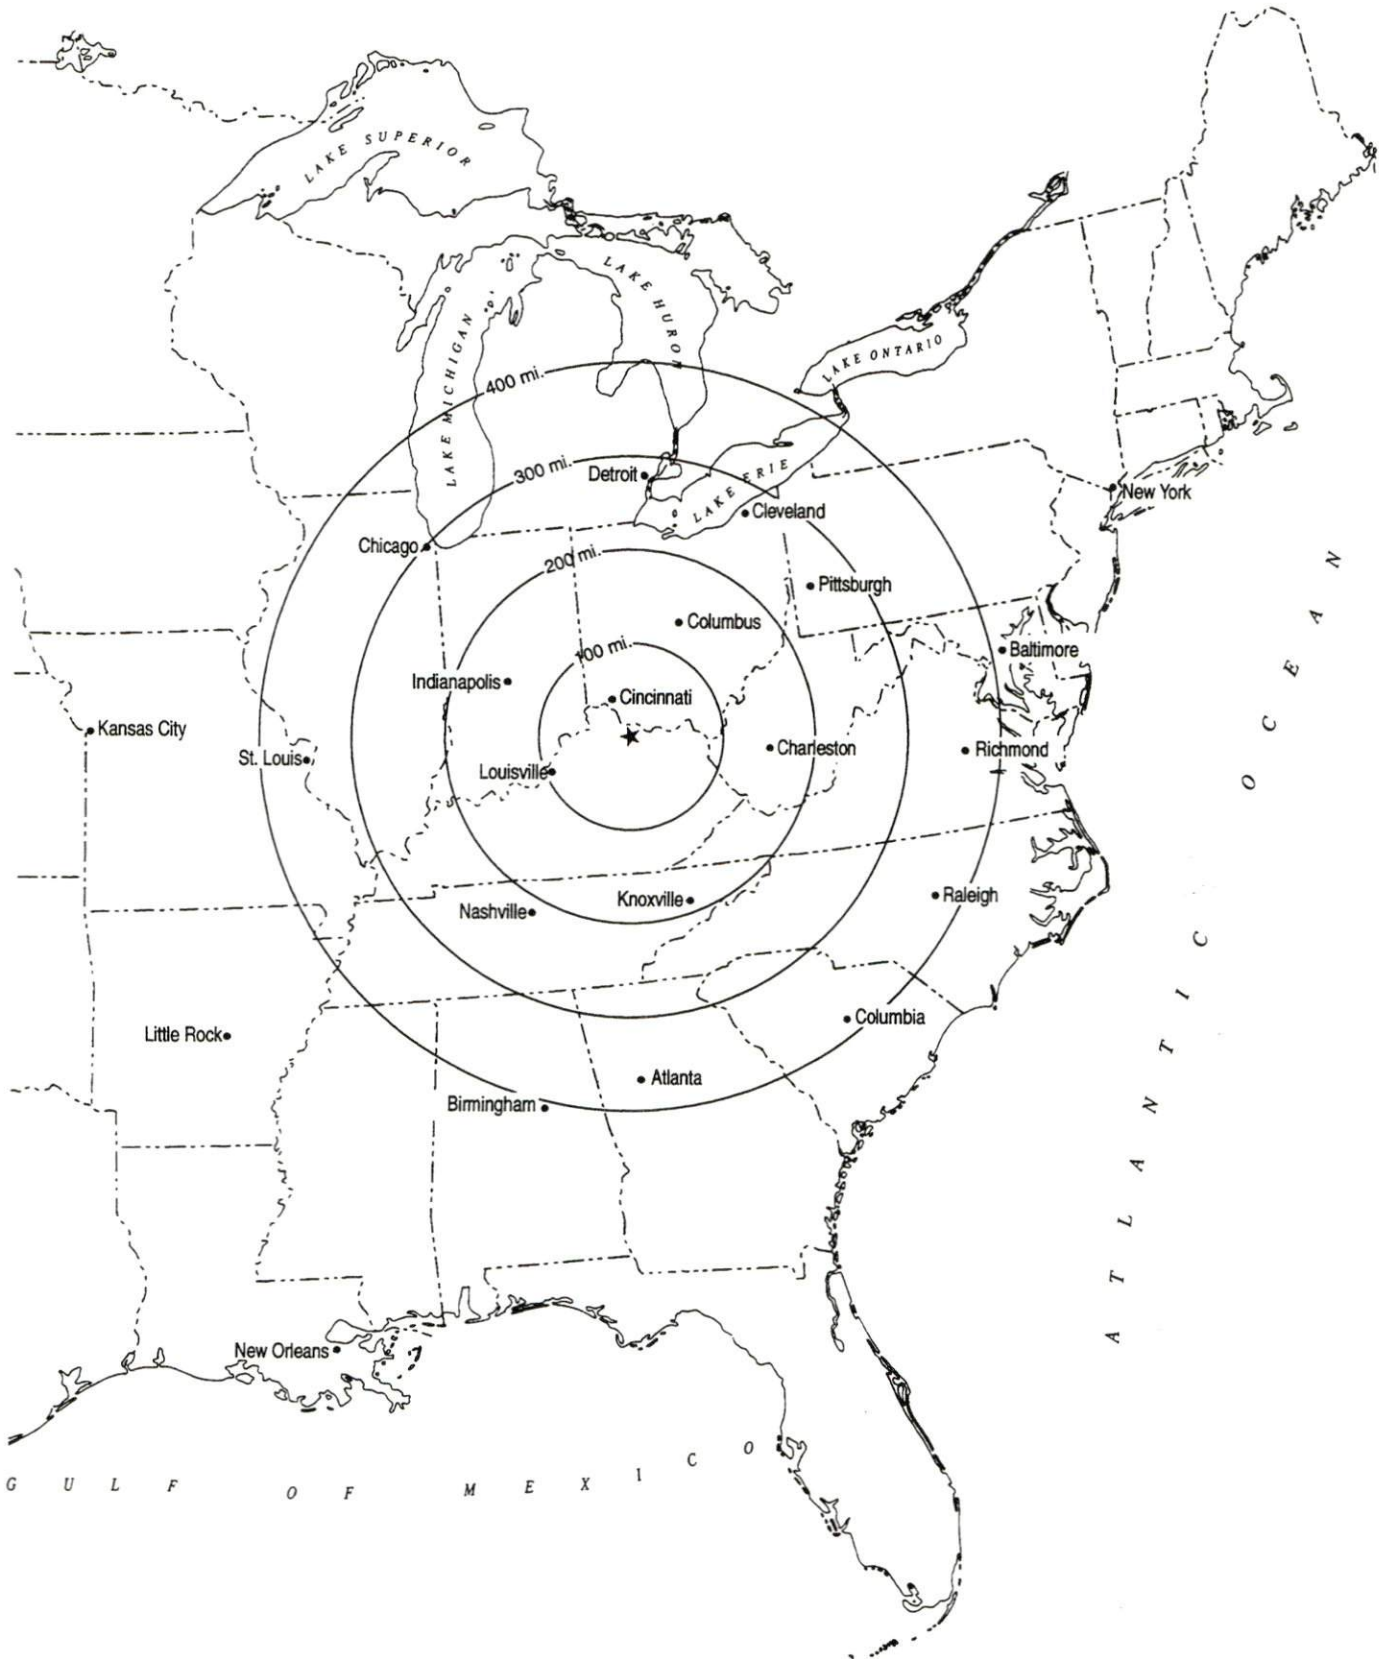 LAKE SUPERIOR
LAKE HURON
LAKE MICHIGAN
LAKE ONTARIO
400 mi.
300 mi.
Detroit
LAKE ERIE
New York
Cleveland
Chicago
200 mi.
Pittsburgh
Columbus
100 mi.
Baltimore
Indianapolis
Cincinnati
Kansas City
St. Louis
Charleston
Richmond
Louisville
Knoxville
Raleigh
Nashville
Columbia
Little Rock
Atlanta
Birmingham
ATLANTIC OCEAN
New Orleans
GULF OF MEXICO